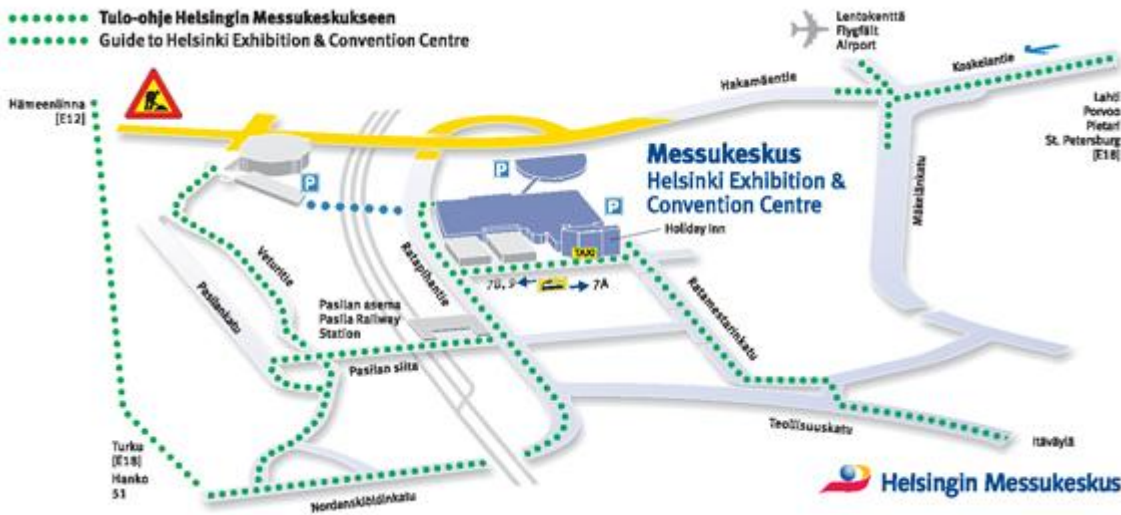 Tulo-ohje Helsingin Messukeskukseen
Guide to Helsinki Exhibition & Convention Centre
Lentokenttä
Flygfält
Airport
Koskelantie
Hakamäentie
Hämeenlinna
[E12]
Lahti
Porvoo
Pietari
St. Petersburg
[E18]
P
P
P
Messukeskus
Helsinki Exhibition &
Convention Centre
Holiday Inn
TAXI
Mäkelänkatu
Veturitie
Ratapihantie
7B, 9
7A
Ratamestarinkatu
Pasilankatu
Pasilan asema
Pasila Railway
Station
Pasilan silta
Teollisuuskatu
Itäväylä
Turku
[E18]
Hanko
51
Nordenskiöldinkatu
Helsingin Messukeskus